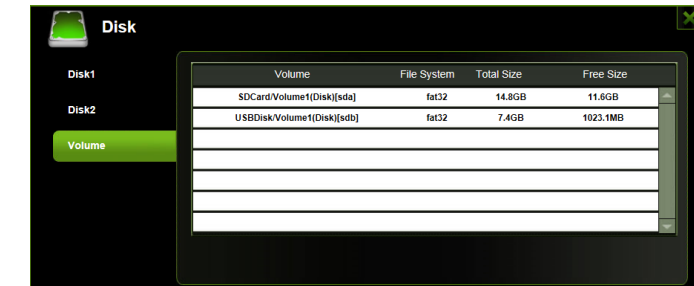 Disk
Disk1
Disk2
Volume
Volume File System Total Size Free Size
SDCard/Volume1(Disk)[sda] fat32 14.8GB 11.6GB
USBDisk/Volume1(Disk)[sdb] fat32 7.4GB 1023.1MB